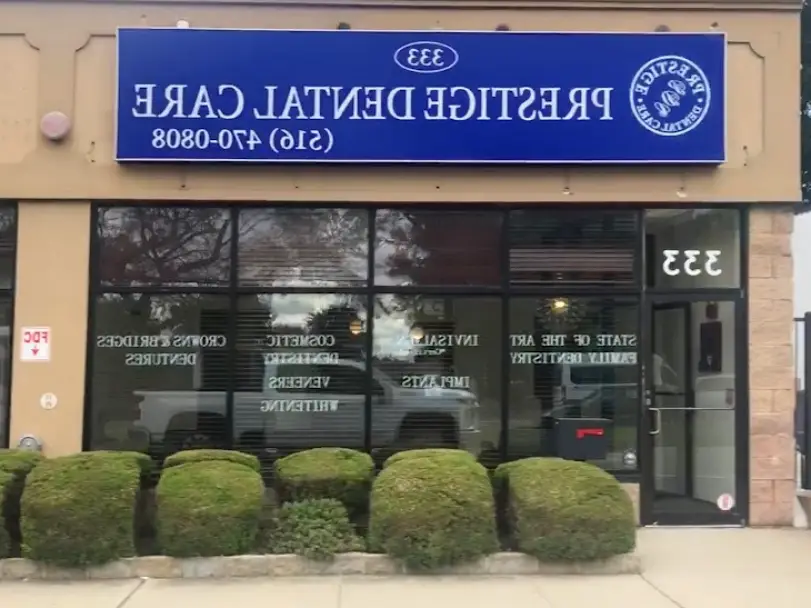 333
PRESTIGE DENTAL CARE
(516) 470-0808
PRESTIGE
DENTAL CARE
333
STATE OF THE ART
FAMILY DENTISTRY
INVISALIGN
IMPLANTS
COSMETIC
DENTISTRY
VENEERS
WHITENING
CROWNS & BRIDGES
DENTURES
FDC